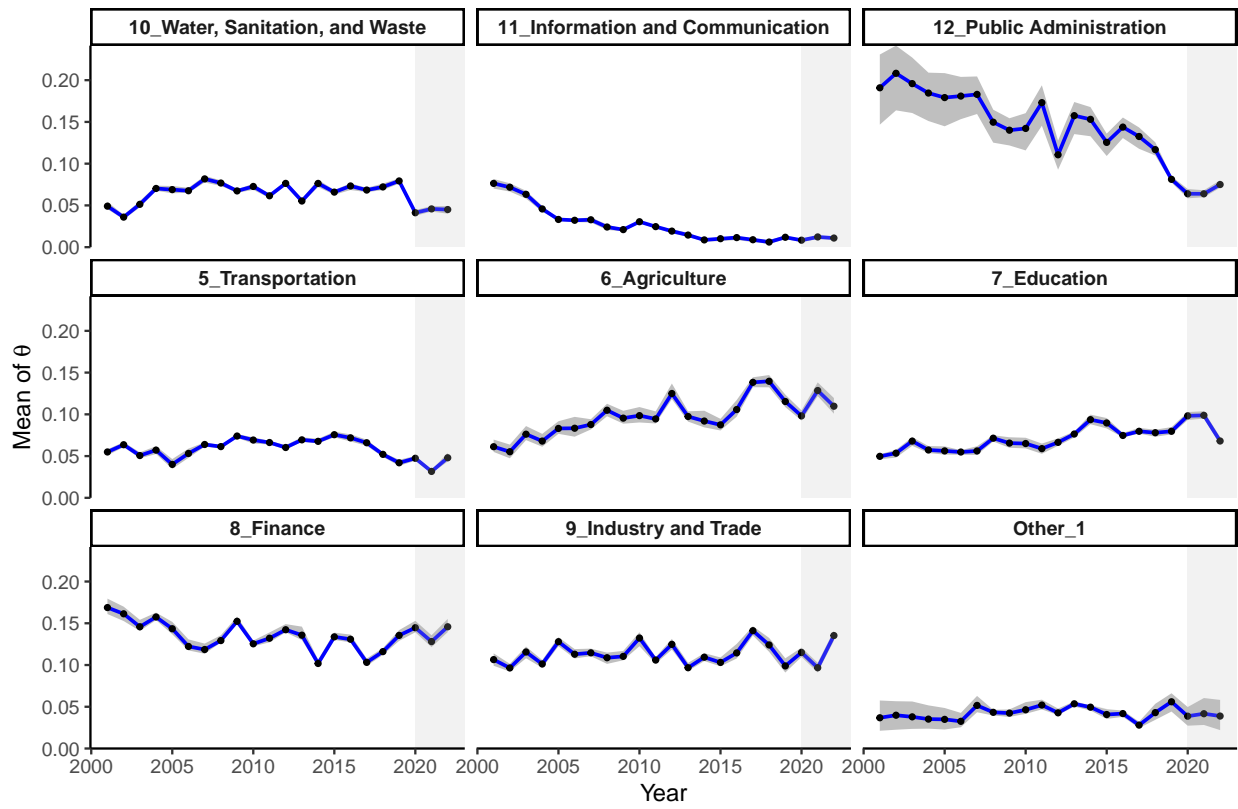 10_Water, Sanitation, and Waste
11_Information and Communication
12_Public Administration
0.20
0.15
0.10
0.05
0.00
5_Transportation
6_Agriculture
7_Education
0.20
0.15
0.10
0.05
0.00
Mean of θ
8_Finance
9_Industry and Trade
Other_1
0.20
0.15
0.10
0.05
0.00
2000 2005 2010 2015 2020 2000 2005 2010 2015 2020 2000 2005 2010 2015 2020
Year